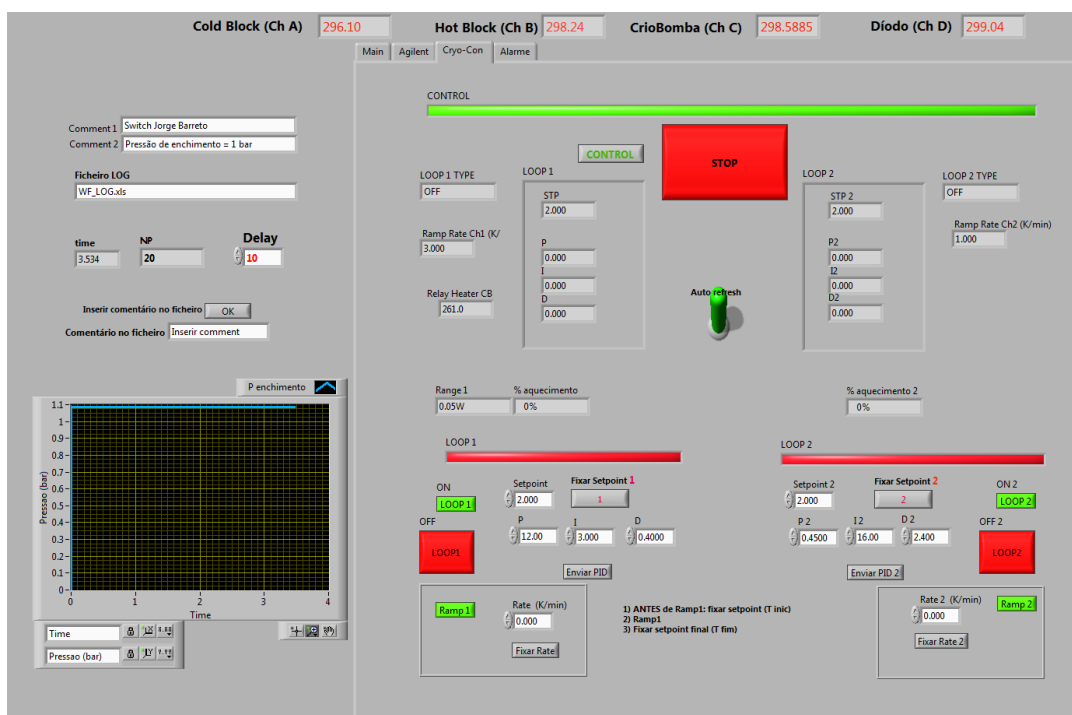 Cold Block (Ch A) 296.10 Hot Block (Ch B) 298.24 CrioBomba (Ch C) 298.5885 Díodo (Ch D) 299.04
Main Agilent Cryo-Con Alarme
CONTROL
Comment 1 Switch Jorge Barreto
Comment 2 Pressão de enchimento = 1 bar
Ficheiro LOG
WF_LOG.xls
time NP Delay
3.534 20 10
Inserir comentário no ficheiro OK
Comentário no ficheiro Inserir comment
CONTROL
STOP
LOOP 1 TYPE
OFF
LOOP 1
STP
2.000
Ramp Rate Ch1 (K/
3.000
P
0.000
I
0.000
D
0.000
Relay Heater CB
261.0
Auto refresh
LOOP 2
STP 2
2.000
P2
0.000
I2
0.000
D2
0.000
LOOP 2 TYPE
OFF
Ramp Rate Ch2 (K/min)
1.000
Range 1 % aquecimento
0.05W 0%
% aquecimento 2
0%
P enchimento
1.1
1
0.9
0.8
0.7
0.6
0.5
0.4
0.3
0.2
0.1
0
Pressao (bar)
0 1 2 3 4
Time
Time
Pressao (bar)
LOOP 1
ON
LOOP 1
Setpoint
2.000
Fixar Setpoint 1
1
OFF
LOOP1
P I D
12.00 3.000 0.4000
Enviar PID
Ramp 1
Rate (K/min)
0.000
Fixar Rate
1) ANTES de Ramp1: fixar setpoint (T inic)
2) Ramp1
3) Fixar setpoint final (T fim)
LOOP 2
Setpoint 2
2.000
Fixar Setpoint 2
2
ON 2
LOOP 2
P 2 I 2 D 2
0.4500 16.00 2.400
OFF 2
LOOP2
Enviar PID 2
Rate 2 (K/min)
0.000
Ramp 2
Fixar Rate 2